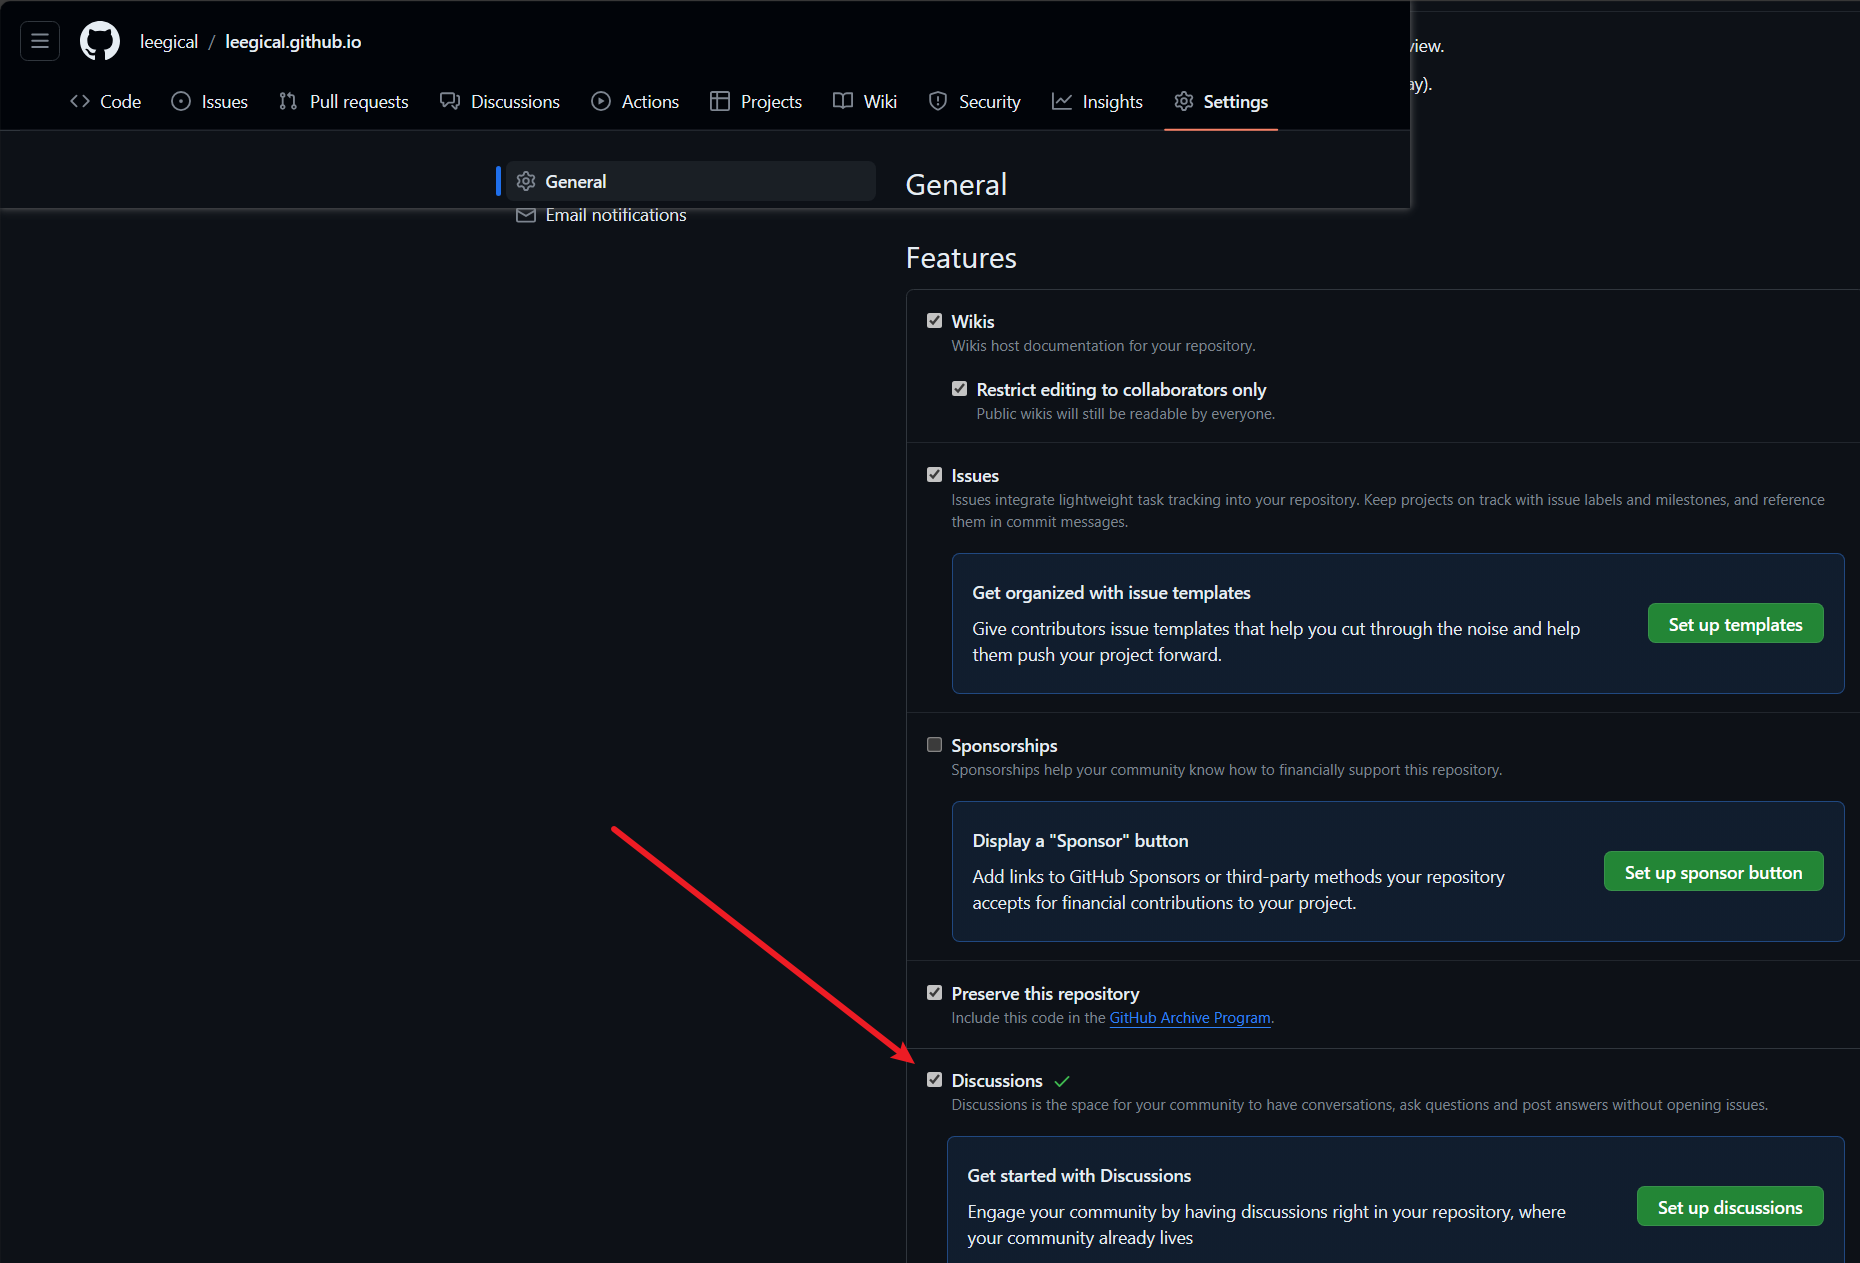 leegical / leegical.github.io
view.
ay).
Code Issues Pull requests Discussions Actions Projects Wiki Security Insights Settings
General
Email notifications
General
Features
Wikis
Wikis host documentation for your repository.
Restrict editing to collaborators only
Public wikis will still be readable by everyone.
Issues
Issues integrate lightweight task tracking into your repository. Keep projects on track with issue labels and milestones, and reference
them in commit messages.
Get organized with issue templates
Give contributors issue templates that help you cut through the noise and help
them push your project forward.
Set up templates
Sponsorships
Sponsorships help your community know how to financially support this repository.
Display a "Sponsor" button
Add links to GitHub Sponsors or third-party methods your repository
accepts for financial contributions to your project.
Set up sponsor button
Preserve this repository
Include this code in the GitHub Archive Program.
Discussions
Discussions is the space for your community to have conversations, ask questions and post answers without opening issues.
Get started with Discussions
Engage your community by having discussions right in your repository, where
your community already lives
Set up discussions